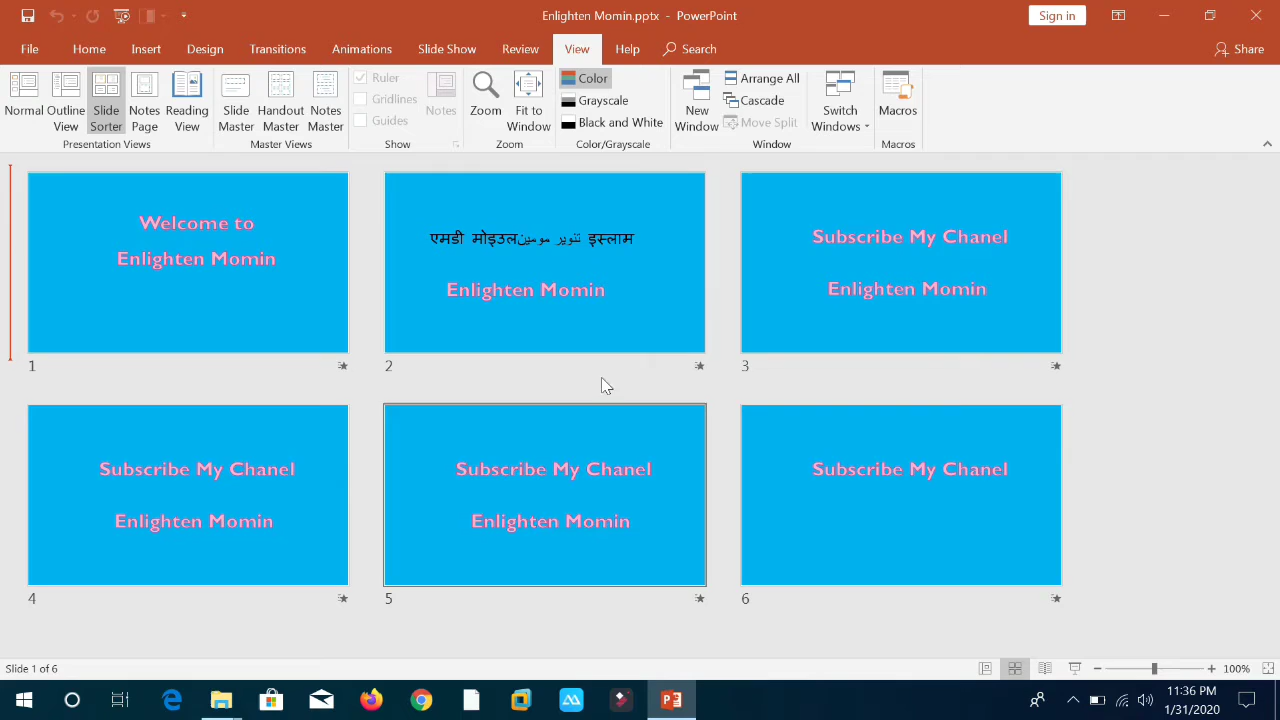 Enlighten Momin.pptx - PowerPoint
Sign in
File Home Insert Design Transitions Animations Slide Show Review View Help Search Share
Normal
Outline View
Slide Sorter
Notes Page
Reading View
Presentation Views
Slide Master
Handout Master
Notes Master
Master Views
Ruler
Gridlines
Guides
Notes
Show
Zoom
Fit to Window
Zoom
Color
Grayscale
Black and White
Color/Grayscale
New Window
Arrange All
Cascade
Move Split
Switch Windows
Window
Macros
Macros
Welcome to
Enlighten Momin
1
एमडी मोइउल تنویر مومین इस्लाम
Enlighten Momin
2
Subscribe My Chanel
Enlighten Momin
3
Subscribe My Chanel
Enlighten Momin
4
Subscribe My Chanel
Enlighten Momin
5
Subscribe My Chanel
6
Slide 1 of 6
100%
11:36 PM
1/31/2020